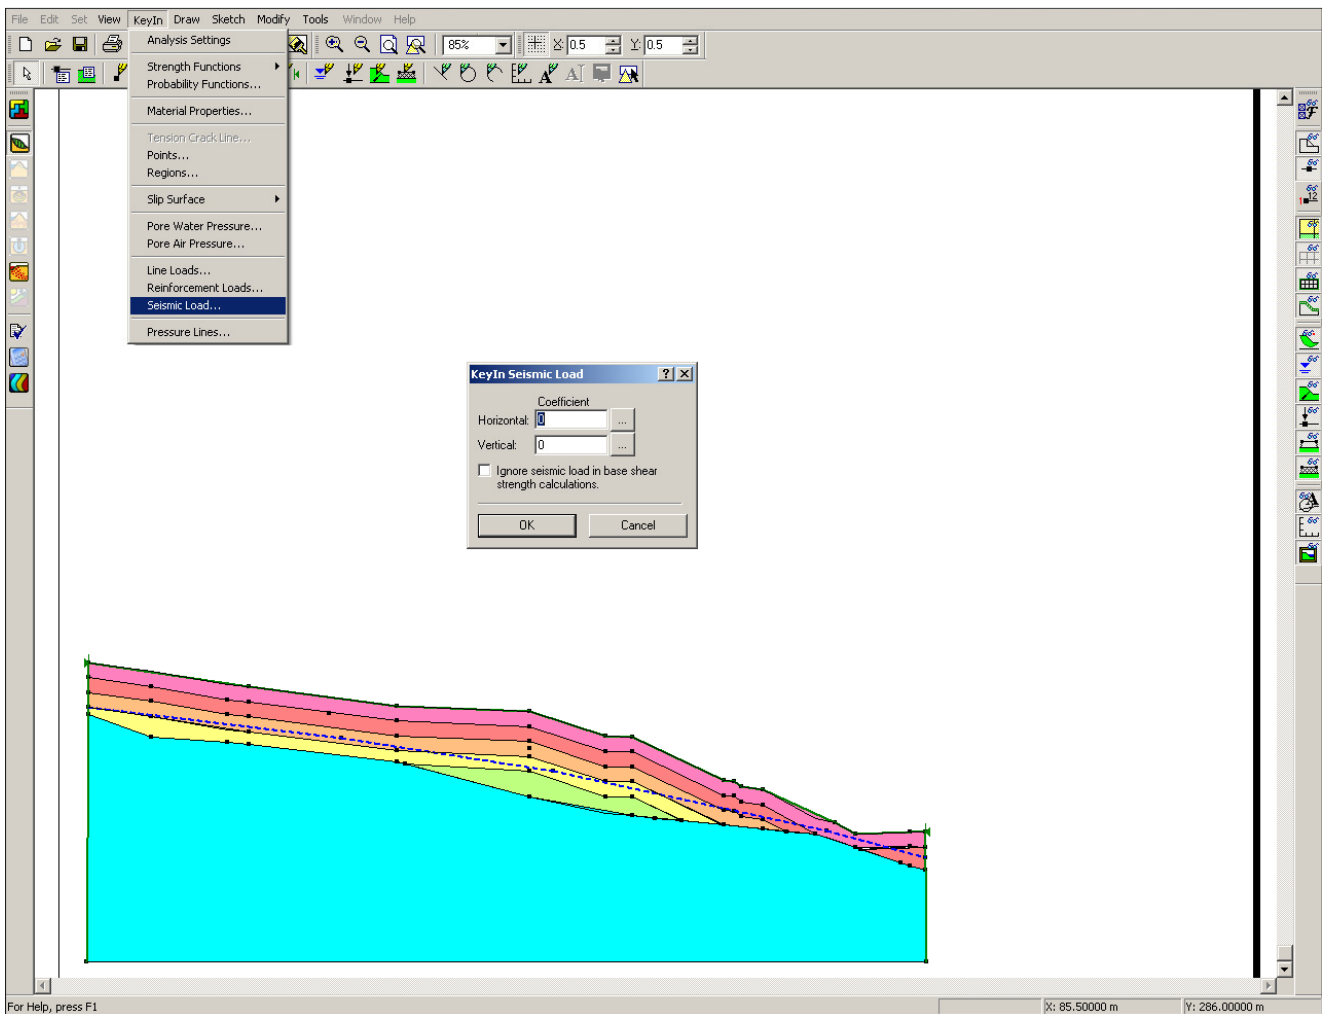 File Edit Set View KeyIn Draw Sketch Modify Tools Window Help
85% X: 0.5 Y: 0.5
Analysis Settings
Strength Functions
Probability Functions...
Material Properties...
Tension Crack Line...
Points...
Regions...
Slip Surface
Pore Water Pressure...
Pore Air Pressure...
Line Loads...
Reinforcement Loads...
Seismic Load...
Pressure Lines...
KeyIn Seismic Load
Coefficient
Horizontal: 0 ...
Vertical: 0 ...
Ignore seismic load in base shear
strength calculations.
OK Cancel
For Help, press F1 X: 85.50000 m Y: 286.00000 m